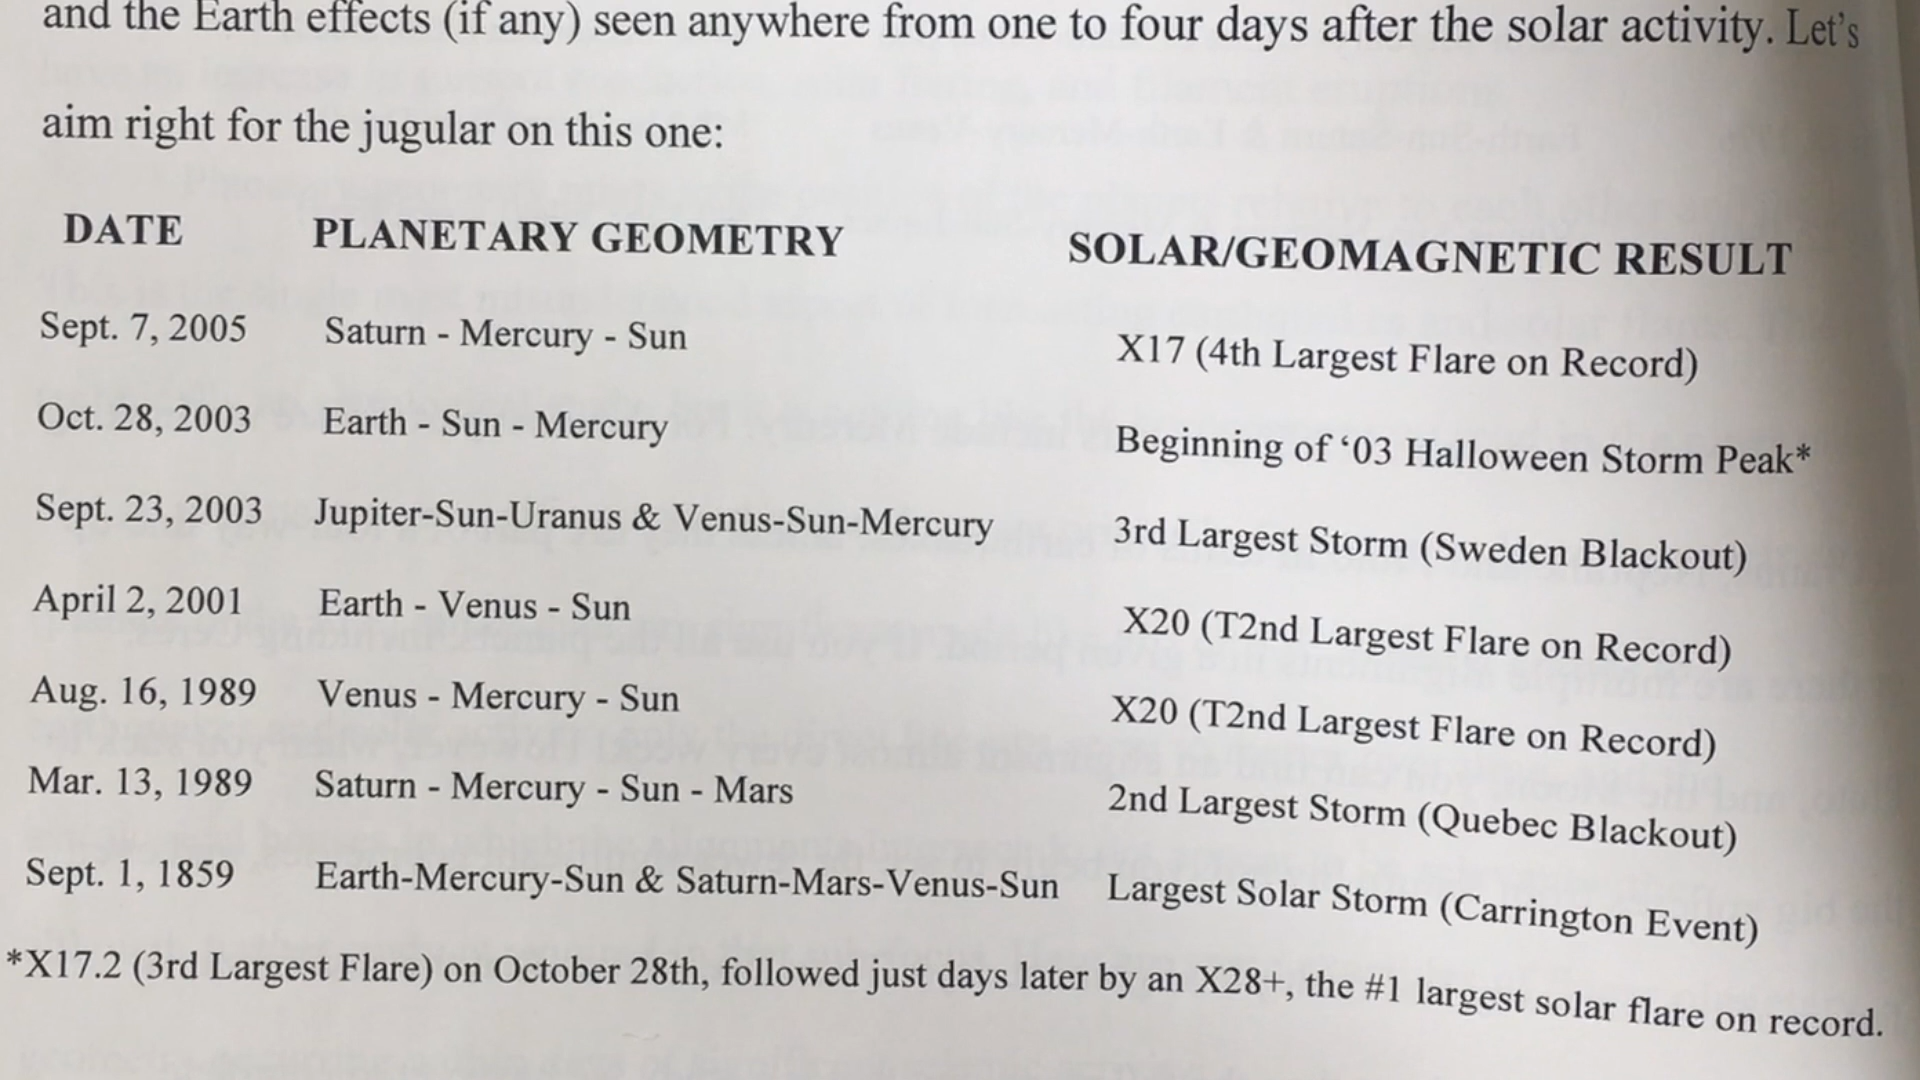 and the Earth effects (if any) seen anywhere from one to four days after the solar activity. Let's
aim right for the jugular on this one:
DATE PLANETARY GEOMETRY SOLAR/GEOMAGNETIC RESULT
Sept. 7, 2005 Saturn - Mercury - Sun X17 (4th Largest Flare on Record)
Oct. 28, 2003 Earth - Sun - Mercury Beginning of ‘03 Halloween Storm Peak*
Sept. 23, 2003 Jupiter-Sun-Uranus & Venus-Sun-Mercury 3rd Largest Storm (Sweden Blackout)
April 2, 2001 Earth - Venus - Sun X20 (T2nd Largest Flare on Record)
Aug. 16, 1989 Venus - Mercury - Sun X20 (T2nd Largest Flare on Record)
Mar. 13, 1989 Saturn - Mercury - Sun - Mars 2nd Largest Storm (Quebec Blackout)
Sept. 1, 1859 Earth-Mercury-Sun & Saturn-Mars-Venus-Sun Largest Solar Storm (Carrington Event)
*X17.2 (3rd Largest Flare) on October 28th, followed just days later by an X28+, the #1 largest solar flare on record.